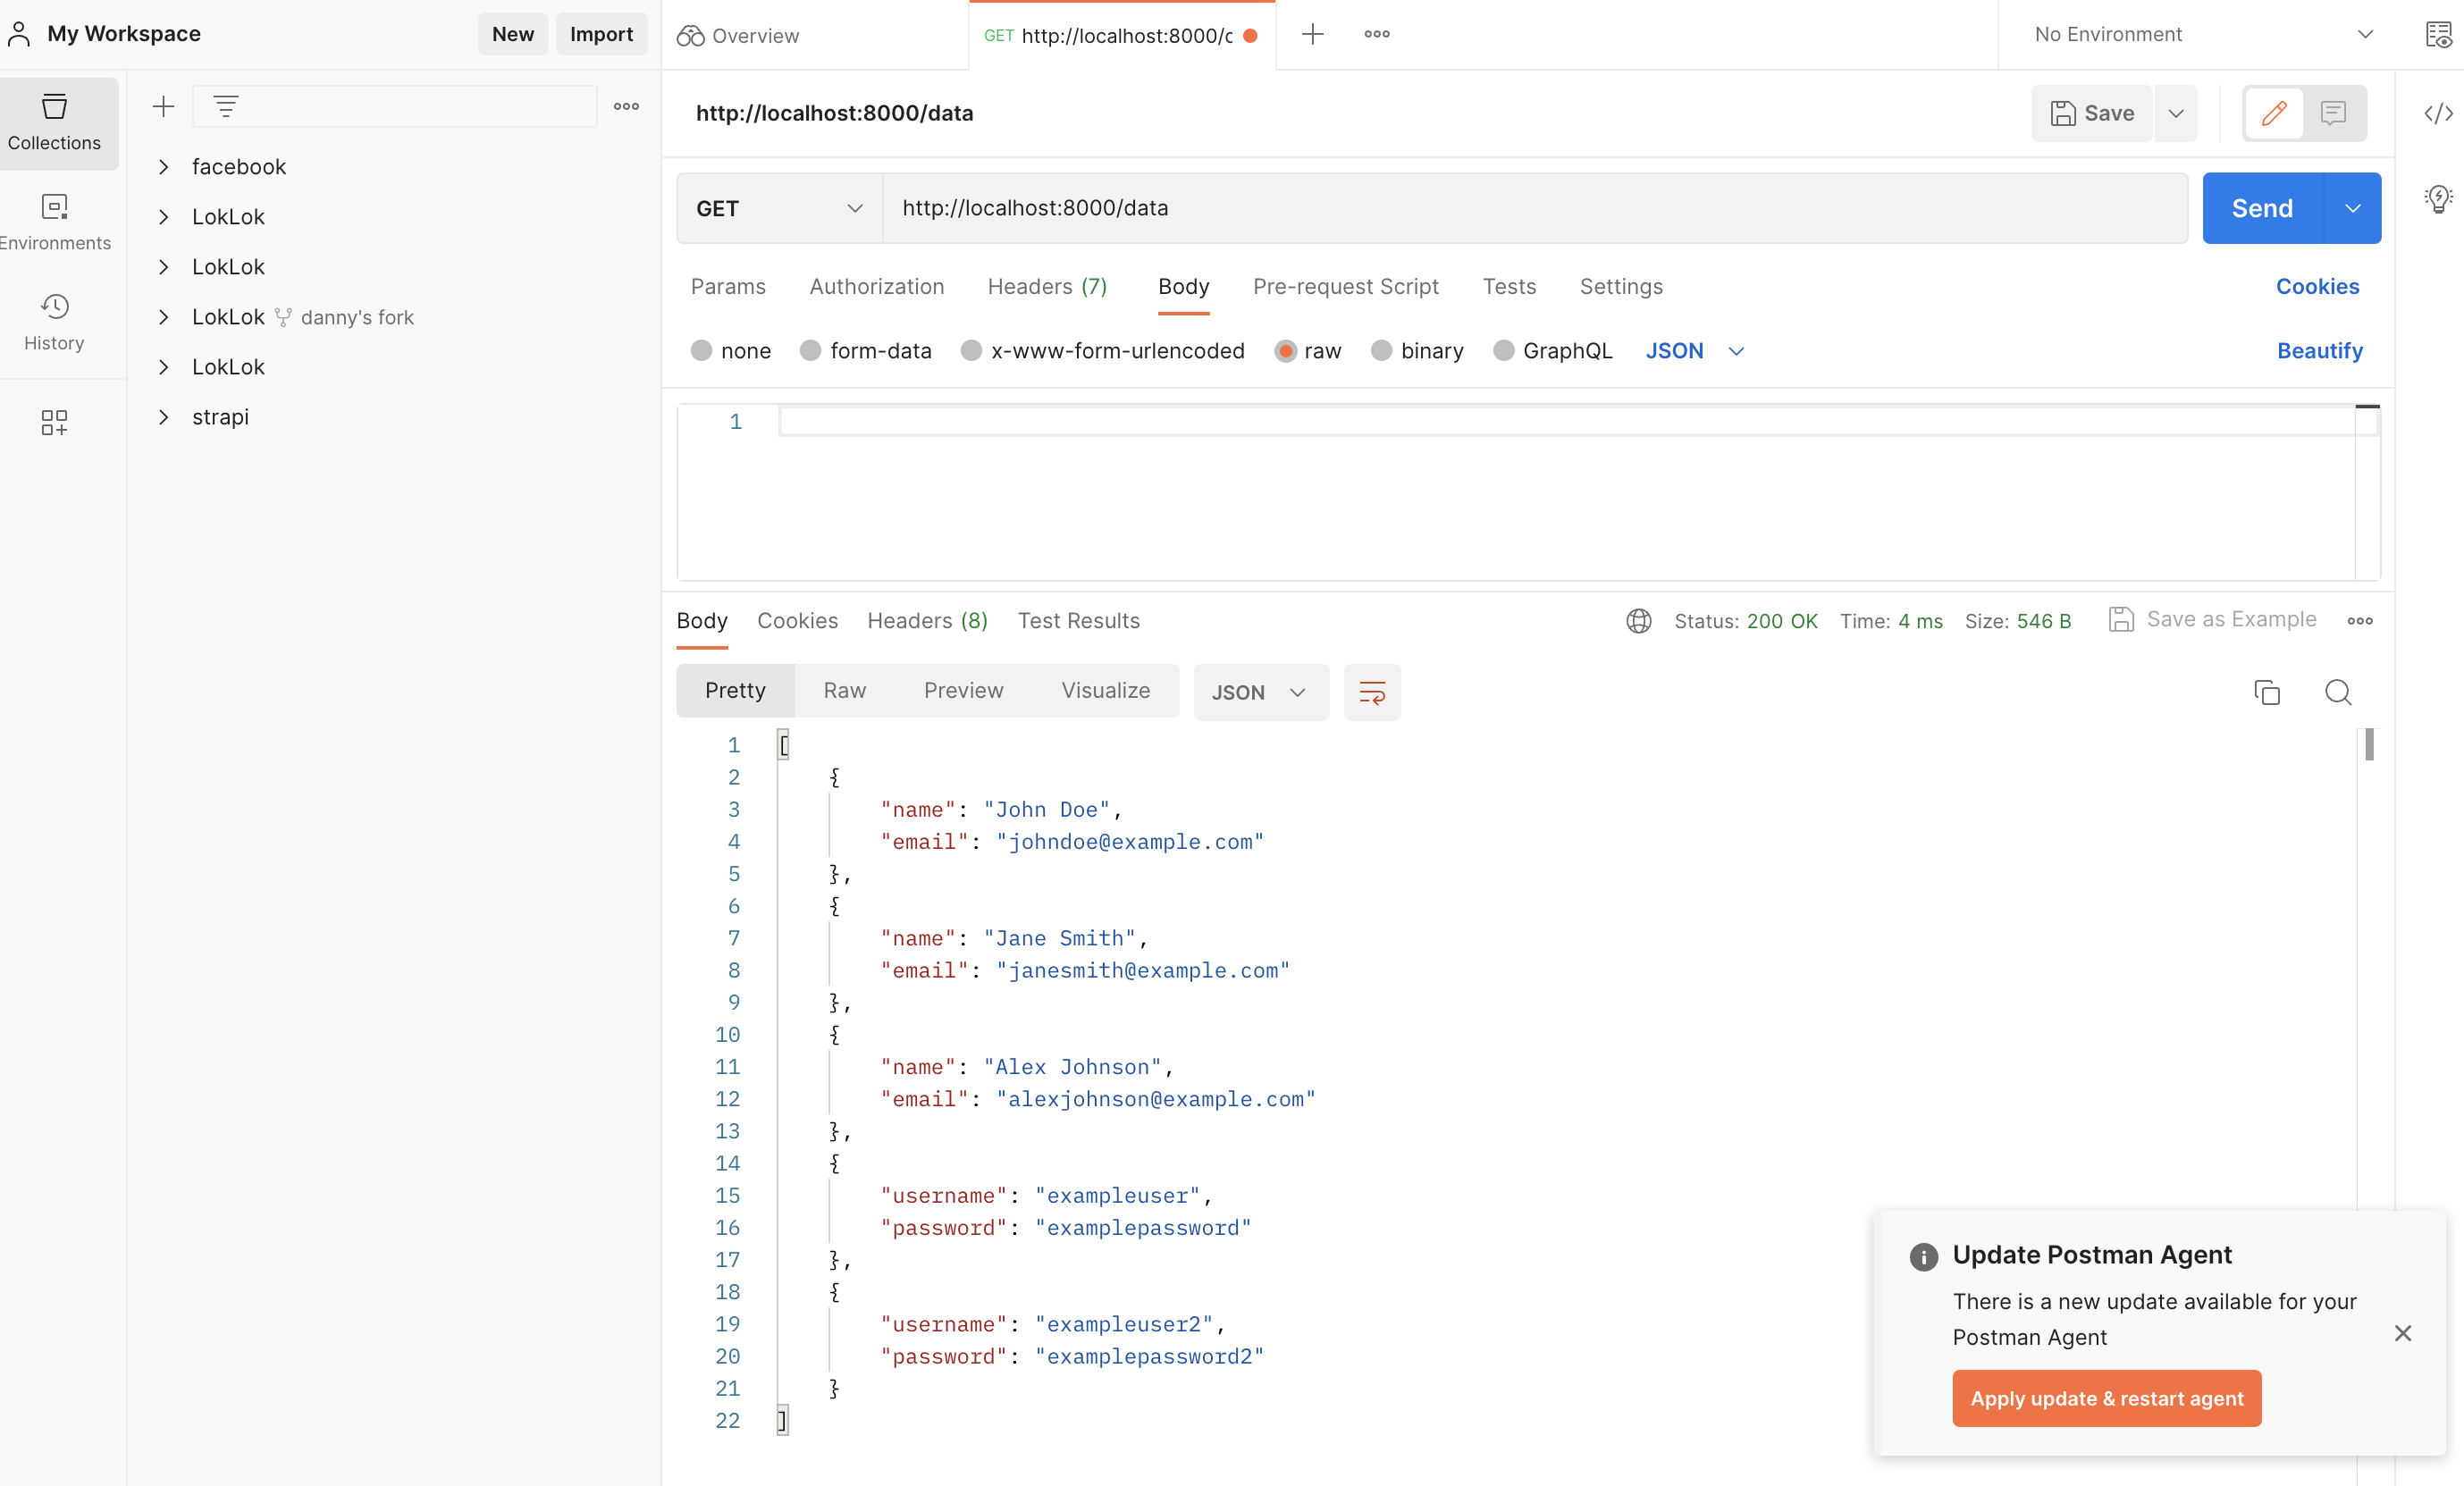 My Workspace New Import Overview GET http://localhost:8000/c No Environment
Collections
Environments
History
facebook
LokLok
LokLok
LokLok danny's fork
LokLok
strapi
http://localhost:8000/data Save
GET http://localhost:8000/data Send
Params Authorization Headers (7) Body Pre-request Script Tests Settings Cookies
none form-data x-www-form-urlencoded raw binary GraphQL JSON Beautify
1
Body Cookies Headers (8) Test Results Status: 200 OK Time: 4 ms Size: 546 B Save as Example
Pretty Raw Preview Visualize JSON
1 [
2 {
3 "name": "John Doe",
4 "email": "johndoe@example.com"
5 },
6 {
7 "name": "Jane Smith",
8 "email": "janesmith@example.com"
9 },
10 {
11 "name": "Alex Johnson",
12 "email": "alexjohnson@example.com"
13 },
14 {
15 "username": "exampleuser",
16 "password": "examplepassword"
17 },
18 {
19 "username": "exampleuser2",
20 "password": "examplepassword2"
21 }
22 ]
Update Postman Agent
There is a new update available for your
Postman Agent
Apply update & restart agent